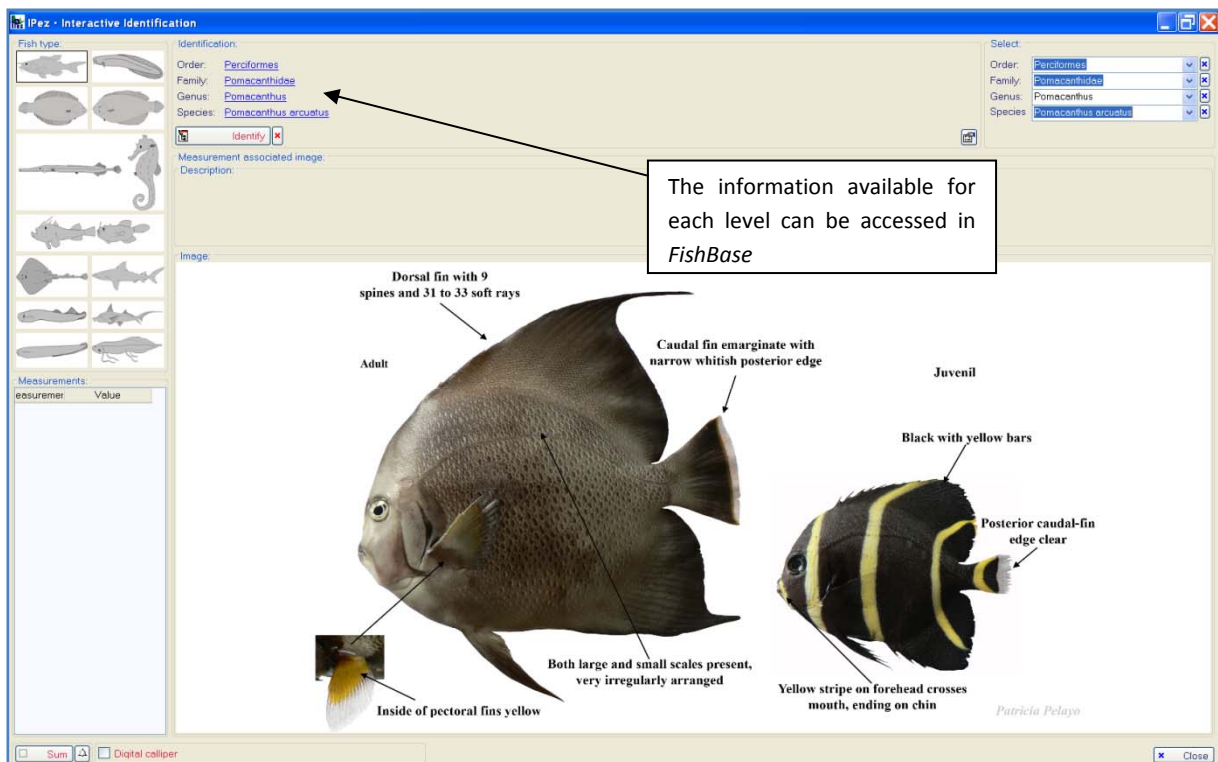 IPez - Interactive Identification
Fish type:
Identification:
Order: Perciformes
Family: Pomacanthidae
Genus: Pomacanthus
Species: Pomacanthus arcuatus
Identify
Select:
Order: Perciformes
Family: Pomacanthidae
Genus: Pomacanthus
Species Pomacanthus arcuatus
Measurement associated image:
Description:
The information available for
each level can be accessed in
FishBase
Image:
Dorsal fin with 9
spines and 31 to 33 soft rays
Adult
Caudal fin emarginate with
narrow whitish posterior edge
Juvenil
Black with yellow bars
Posterior caudal-fin
edge clear
Both large and small scales present,
very irregularly arranged
Inside of pectoral fins yellow
Yellow stripe on forehead crosses
mouth, ending on chin
Patricia Pelayo
Measurements:
easuremer Value
Sum
Digital calliper
Close